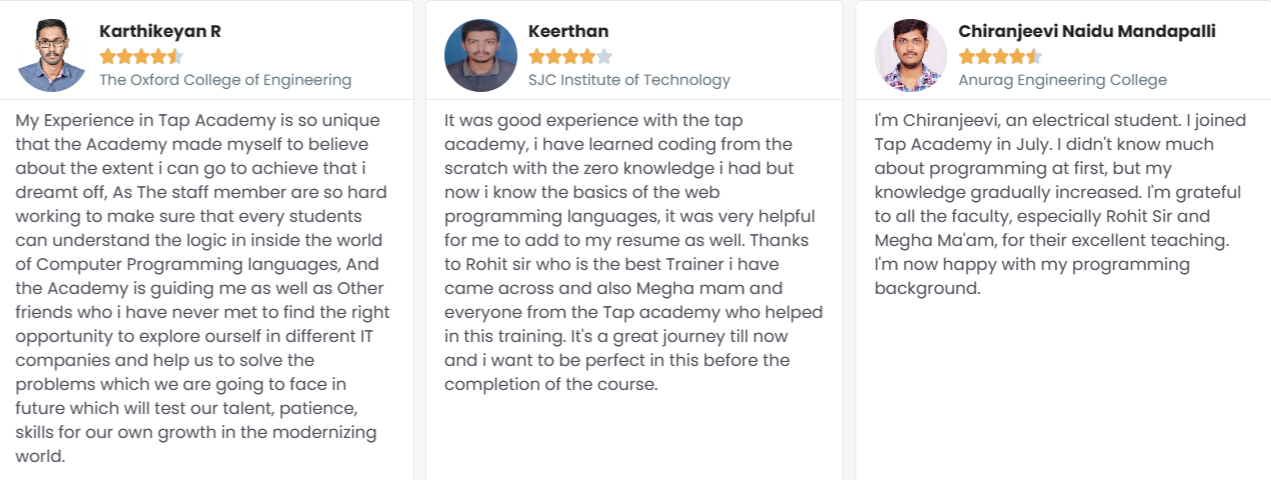 Karthikeyan R
The Oxford College of Engineering
My Experience in Tap Academy is so unique
that the Academy made myself to believe
about the extent i can go to achieve that i
dreamt off, As The staff member are so hard
working to make sure that every students
can understand the logic in inside the world
of Computer Programming languages, And
the Academy is guiding me as well as Other
friends who i have never met to find the right
opportunity to explore ourself in different IT
companies and help us to solve the
problems which we are going to face in
future which will test our talent, patience,
skills for our own growth in the modernizing
world.
Keerthan
SJC Institute of Technology
It was good experience with the tap
academy, i have learned coding from the
scratch with the zero knowledge i had but
now i know the basics of the web
programming languages, it was very helpful
for me to add to my resume as well. Thanks
to Rohit sir who is the best Trainer i have
came across and also Megha mam and
everyone from the Tap academy who helped
in this training. It's a great journey till now
and i want to be perfect in this before the
completion of the course.
Chiranjeevi Naidu Mandapalli
Anurag Engineering College
I'm Chiranjeevi, an electrical student. I joined
Tap Academy in July. I didn't know much
about programming at first, but my
knowledge gradually increased. I'm grateful
to all the faculty, especially Rohit Sir and
Megha Ma'am, for their excellent teaching.
I'm now happy with my programming
background.